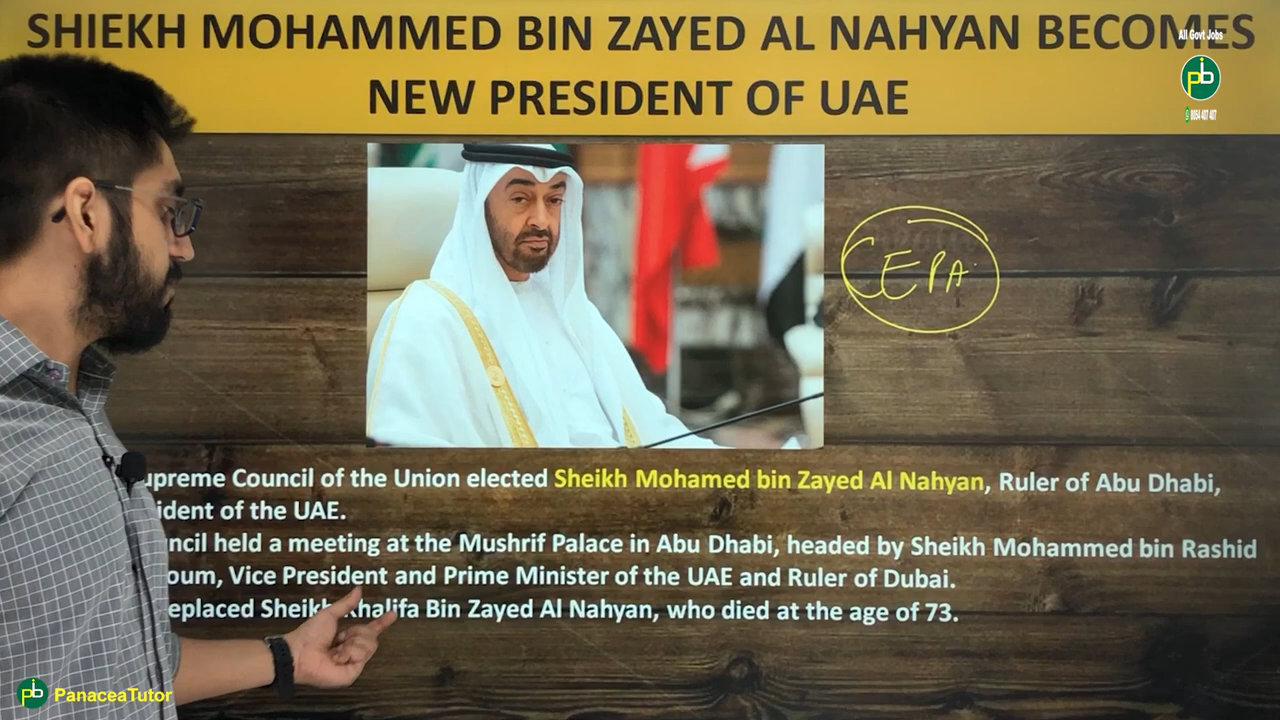 SHIEKH MOHAMMED BIN ZAYED AL NAHYAN BECOMES
NEW PRESIDENT OF UAE
All Govt Jobs
pb
CEPA
upreme Council of the Union elected Sheikh Mohamed bin Zayed Al Nahyan, Ruler of Abu Dhabi,
ident of the UAE.
ncil held a meeting at the Mushrif Palace in Abu Dhabi, headed by Sheikh Mohammed bin Rashid
oum, Vice President and Prime Minister of the UAE and Ruler of Dubai.
eplaced Sheikh Khalifa Bin Zayed Al Nahyan, who died at the age of 73.
pb PanaceaTutor